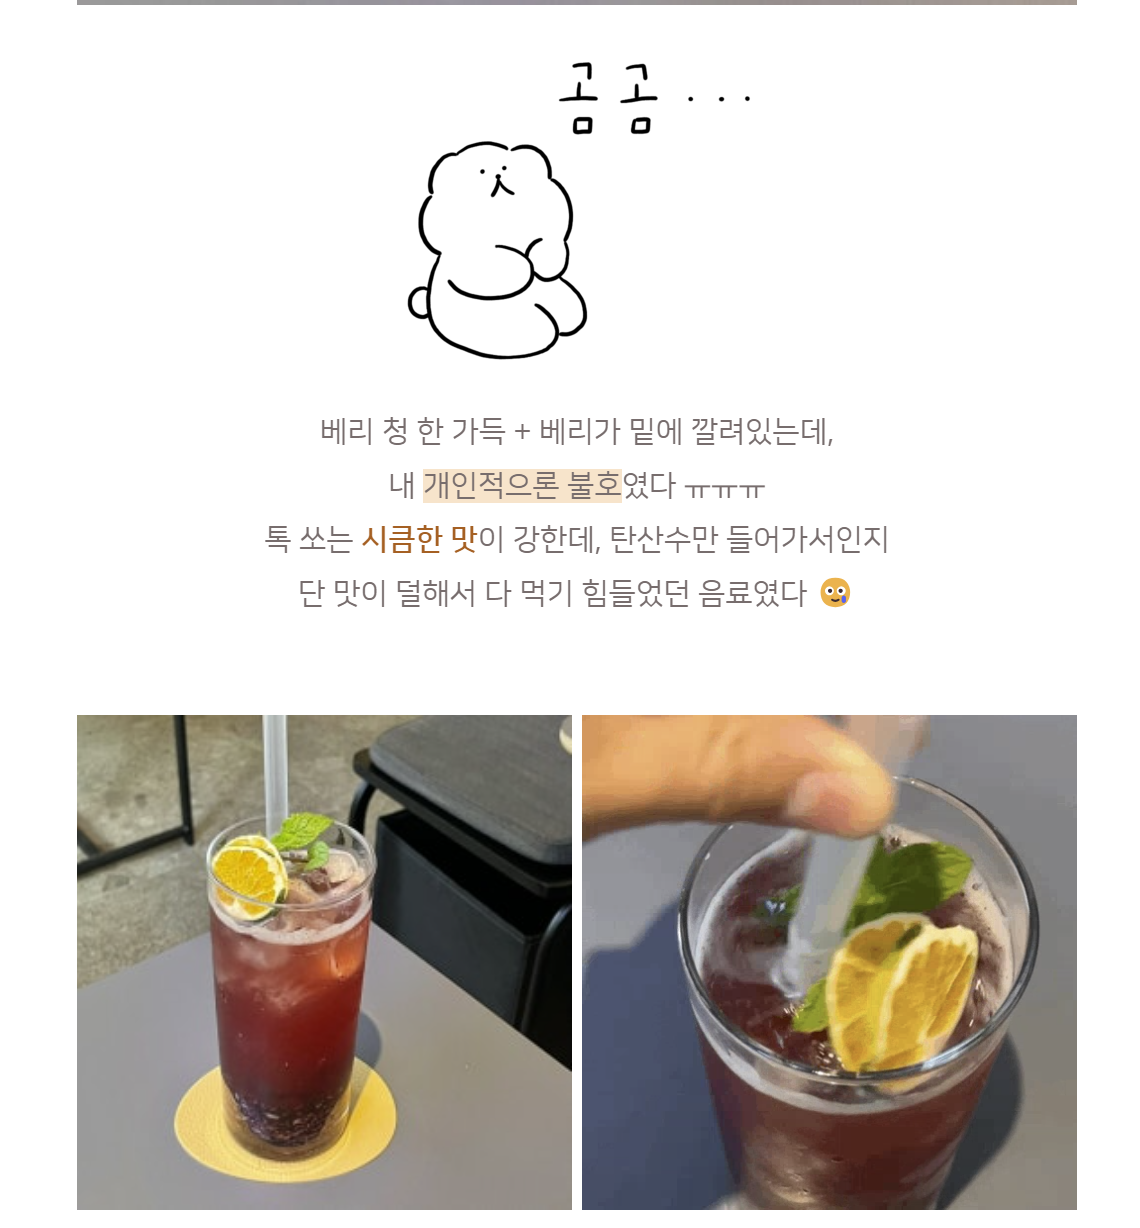 곰곰 . . .
베리 청 한 가득 + 베리가 밑에 깔려있는데,
내 개인적으론 불호였다 ㅠㅠㅠ
톡 쏘는 시큼한 맛이 강한데, 탄산수만 들어가서인지
단 맛이 덜해서 다 먹기 힘들었던 음료였다 🥲